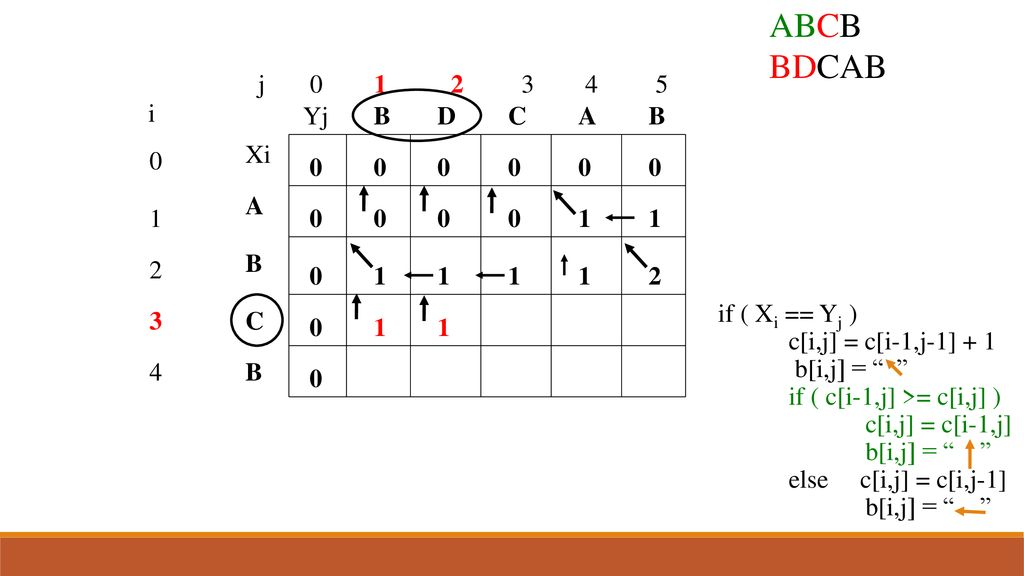 ABCB
BDCAB
j 0 1 2 3 4 5
i Yj B D C A B
0 Xi 0 0 0 0 0 0
1 A 0 0 0 0 1 1
2 B 0 1 1 1 1 2
3 C 0 1 1
4 B 0
if ( Xi == Yj )
c[i,j] = c[i-1,j-1] + 1
b[i,j] = “ ”
if ( c[i-1,j] >= c[i,j] )
c[i,j] = c[i-1,j]
b[i,j] = “ ”
else c[i,j] = c[i,j-1]
b[i,j] = “ ”